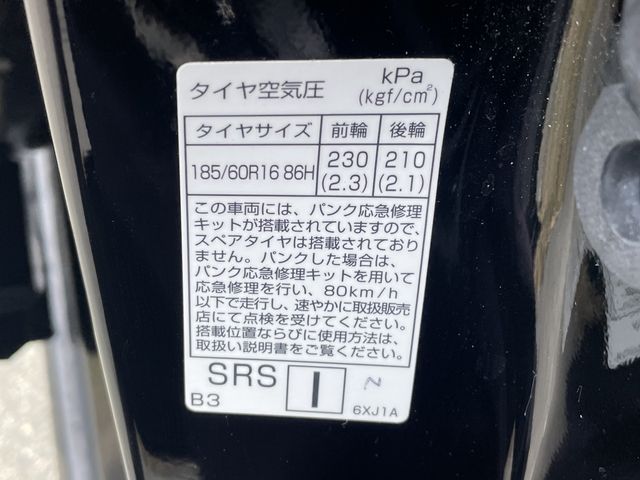 タイヤ空気圧 kPa
(kgf/cm²)
タイヤサイズ 前輪 後輪
185/60R16 86H 230 210
(2.3) (2.1)
この車両には、パンク応急修理
キットが搭載されていますので、
スペアタイヤは搭載されており
ません。パンクした場合は、
パンク応急修理キットを用いて
応急修理を行い、80km/h
以下で走行し、速やかに取扱販売
店にて点検を受けてください。
搭載位置ならびに使用方法は、
取扱い説明書をご覧ください。
SRS I N
B3 6XJ1A